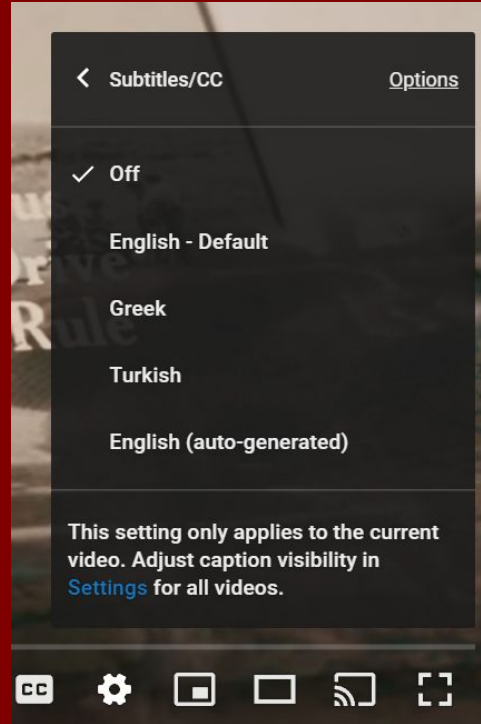 Subtitles/CC Options
Off
English - Default
Greek
Turkish
English (auto-generated)
This setting only applies to the current
video. Adjust caption visibility in
Settings for all videos.
CC